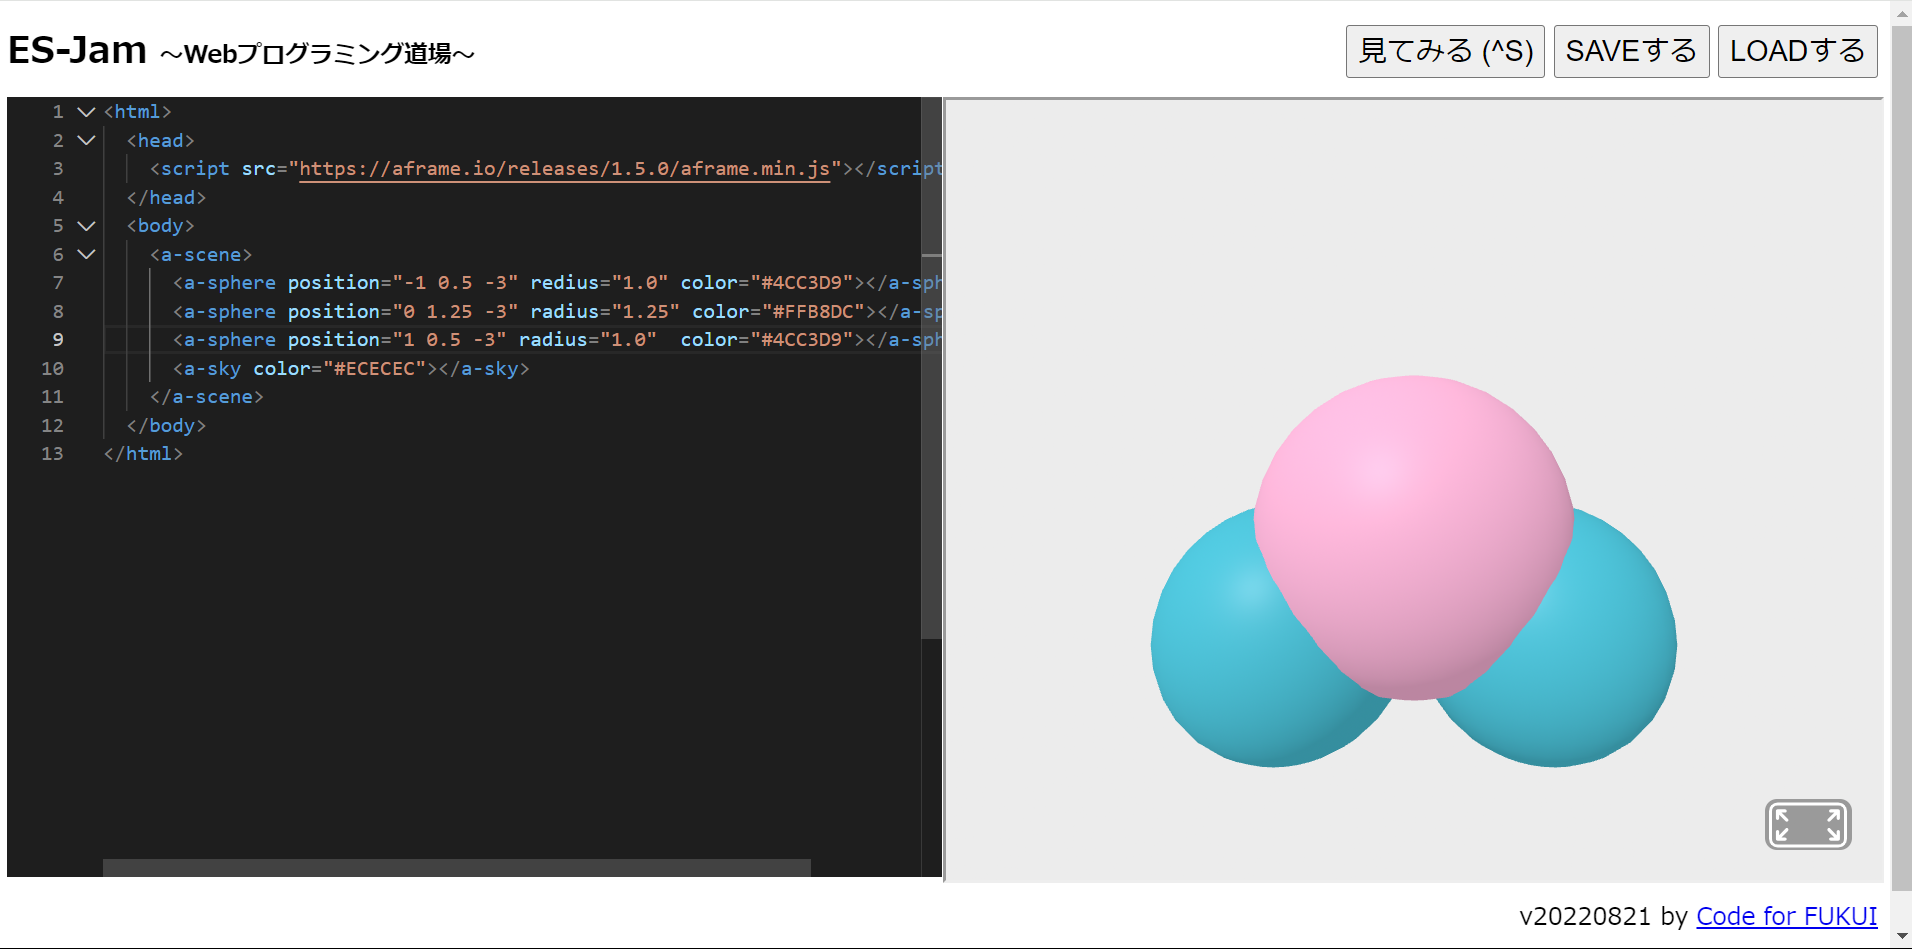 ES-Jam ～Webプログラミング道場～
見てみる (^S) SAVEする LOADする
1 <html>
2 <head>
3 <script src="https://aframe.io/releases/1.5.0/aframe.min.js"></script
4 </head>
5 <body>
6 <a-scene>
7 <a-sphere position="-1 0.5 -3" redius="1.0" color="#4CC3D9"></a-sph
8 <a-sphere position="0 1.25 -3" radius="1.25" color="#FFB8DC"></a-sp
9 <a-sphere position="1 0.5 -3" radius="1.0"  color="#4CC3D9"></a-sph
10 <a-sky color="#ECECEC"></a-sky>
11 </a-scene>
12 </body>
13 </html>
v20220821 by Code for FUKUI